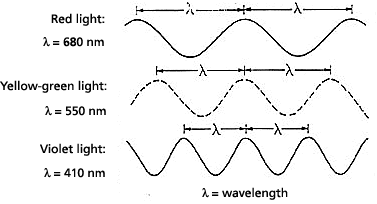 λ λ
Red light:
λ = 680 nm
λ λ
Yellow-green light:
λ = 550 nm
λ λ
Violet light:
λ = 410 nm
λ = wavelength